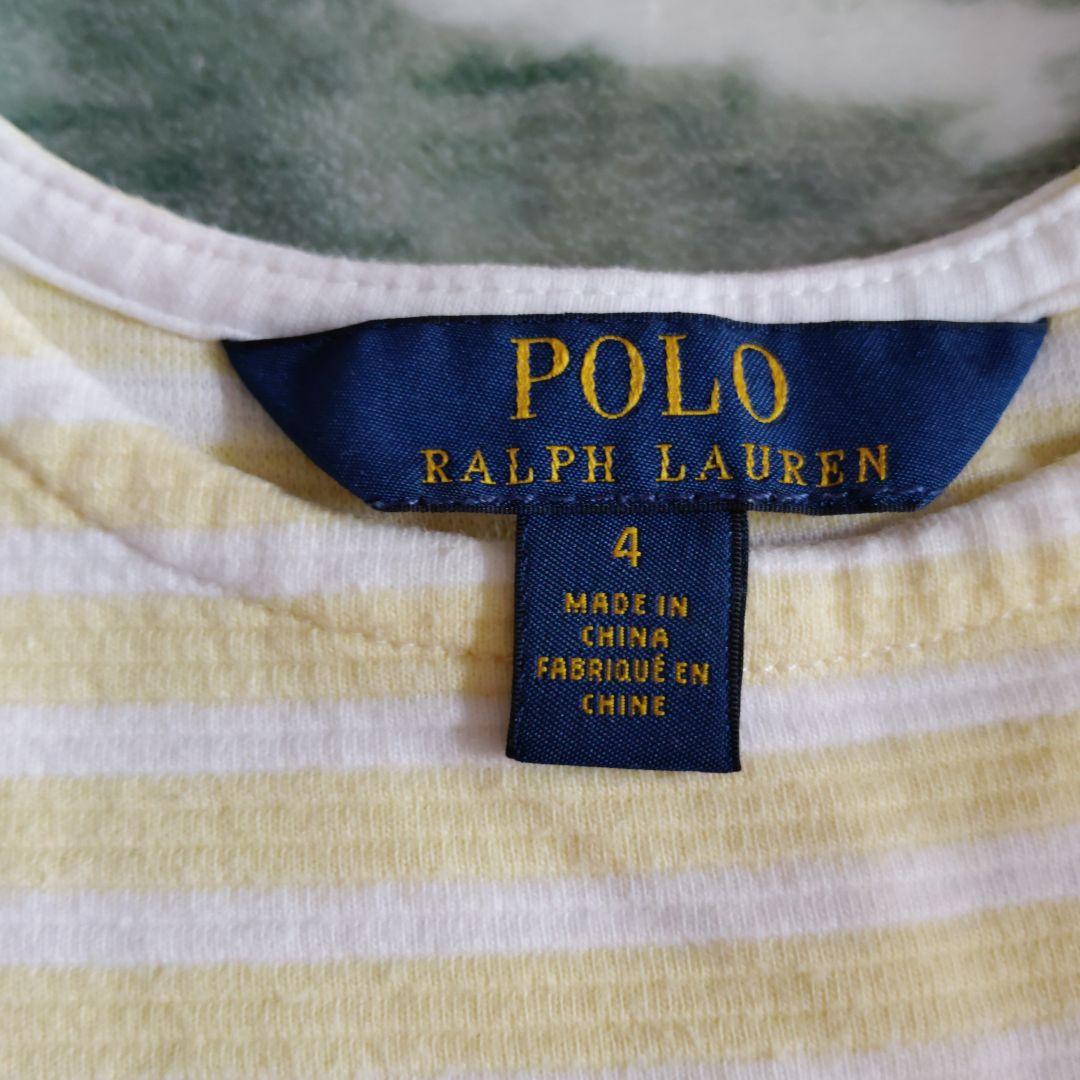 POLO
RALPH LAUREN
4
MADE IN
CHINA
FABRIQUÉ EN
CHINE